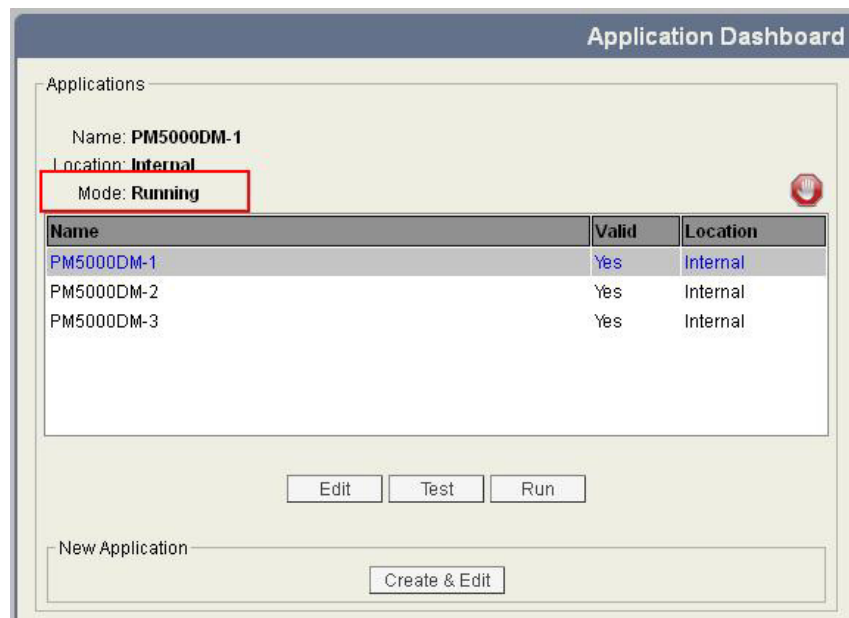 Application Dashboard
Applications
Name: PM5000DM-1
Location: Internal
Mode: Running
Name Valid Location
PM5000DM-1 Yes Internal
PM5000DM-2 Yes Internal
PM5000DM-3 Yes Internal
Edit Test Run
New Application
Create & Edit